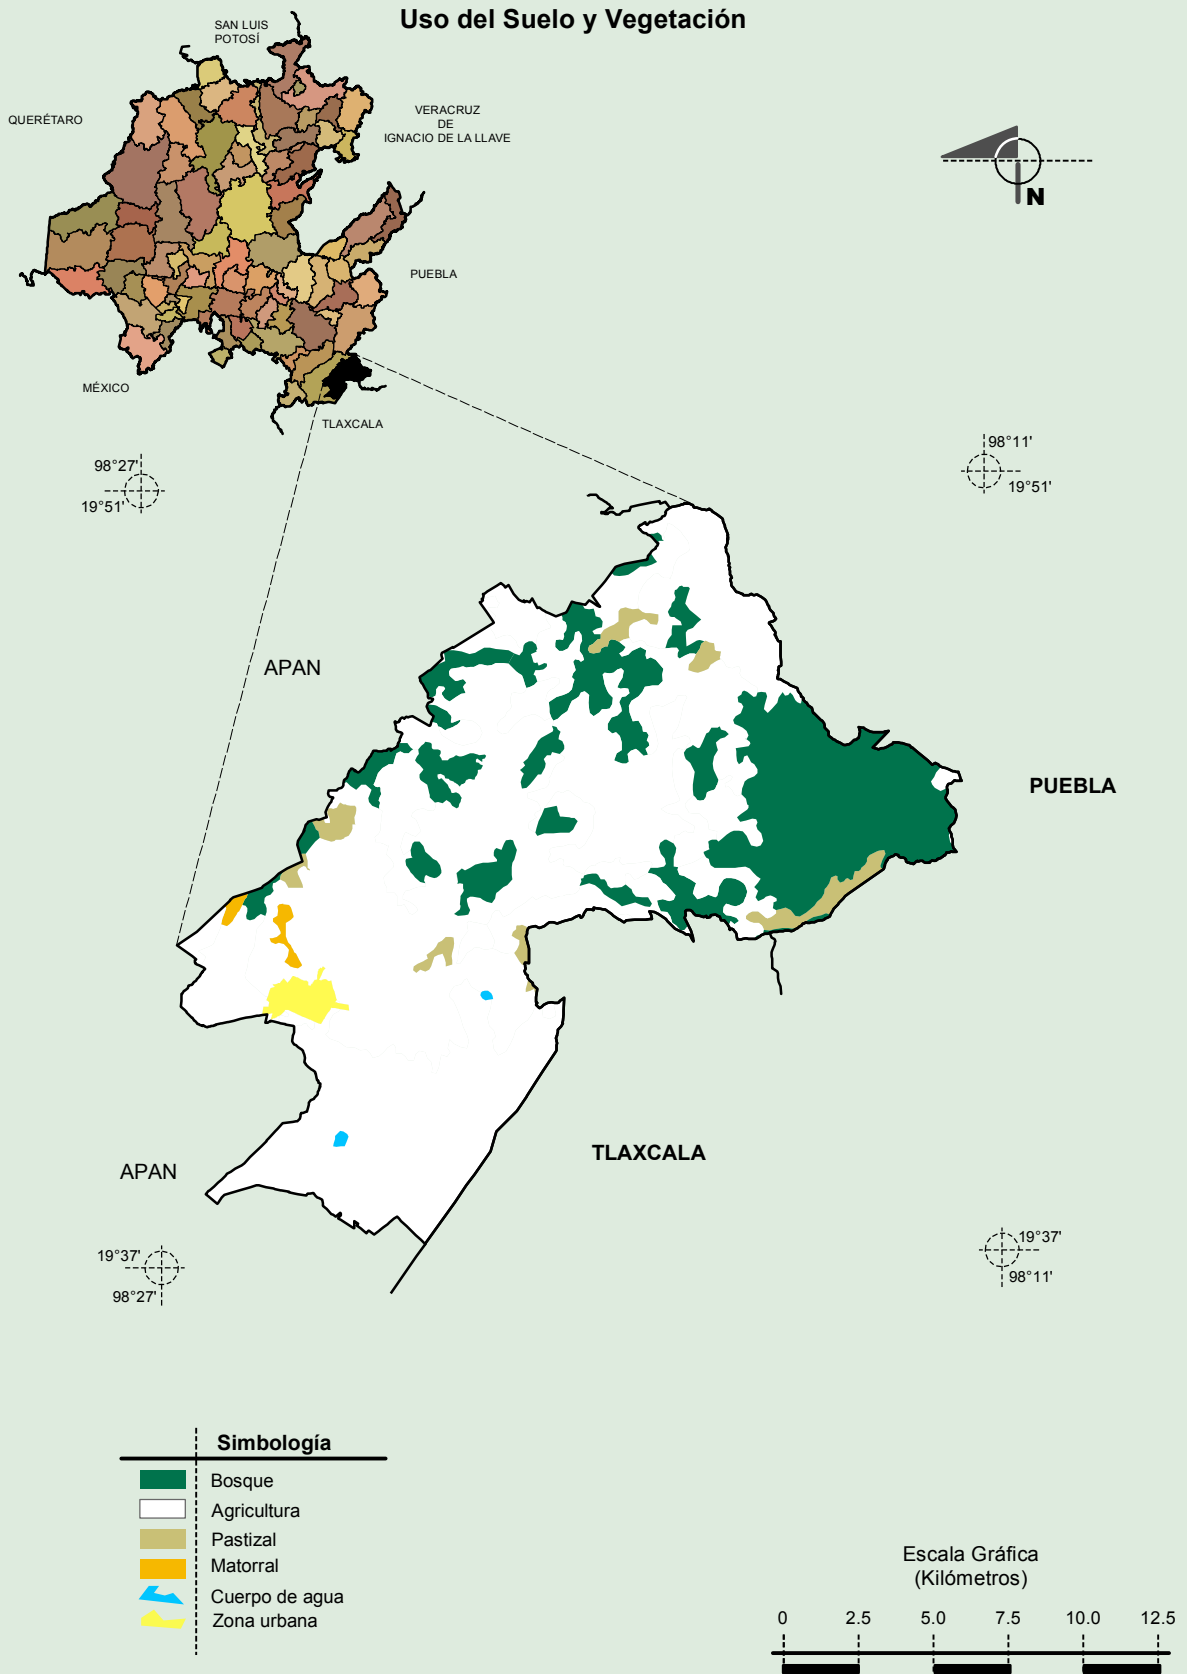 Uso del Suelo y Vegetación
SAN LUIS
POTOSÍ
QUERÉTARO
VERACRUZ
DE
IGNACIO DE LA LLAVE
N
PUEBLA
MÉXICO
TLAXCALA
98°27'
19°51'
98°11'
19°51'
APAN
PUEBLA
TLAXCALA
APAN
19°37'
98°27'
19°37'
98°11'
Simbología
Bosque
Agricultura
Pastizal
Matorral
Cuerpo de agua
Zona urbana
Escala Gráfica
(Kilómetros)
0 2.5 5.0 7.5 10.0 12.5